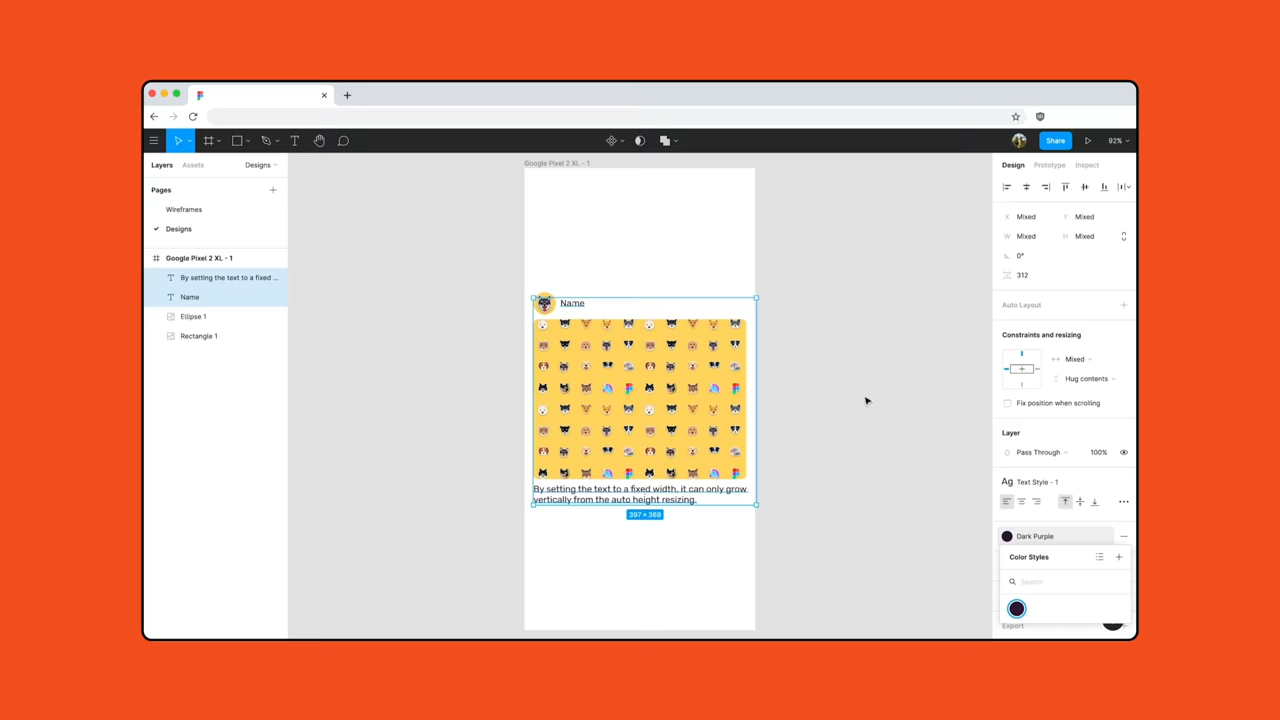 92%
Share
Layers
Assets
Designs
Pages
Wireframes
Designs
Google Pixel 2 XL - 1
By setting the text to a fixed ...
Name
Ellipse 1
Rectangle 1
Google Pixel 2 XL - 1
Name
By setting the text to a fixed width, it can only grow
vertically from the auto height resizing.
397 × 369
Design
Prototype
Inspect
X Mixed
Y Mixed
W Mixed
H Mixed
0°
312
Auto Layout
Constraints and resizing
Mixed
Hug contents
Fix position when scrolling
Layer
Pass Through
100%
Ag Text Style - 1
Dark Purple
Color Styles
Search
Export